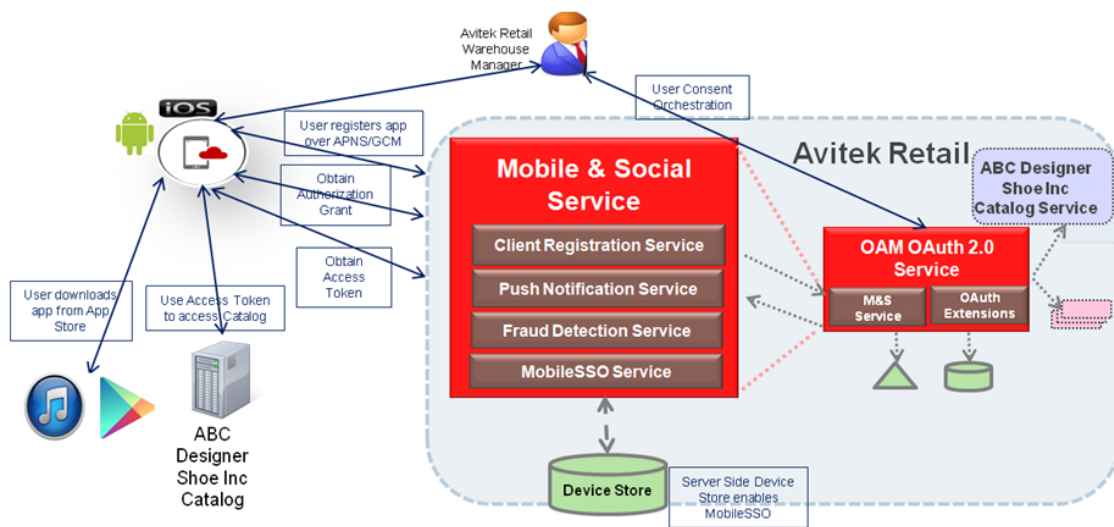 Avitek Retail
Warehouse
Manager
iOS
User Consent
Orchestration
User registers app
over APNS/GCM
Obtain
Authorization
Grant
Obtain
Access
Token
User downloads
app from App
Store
Use Access Token
to access Catalog
ABC
Designer
Shoe Inc
Catalog
Mobile & Social
Service
Client Registration Service
Push Notification Service
Fraud Detection Service
MobileSSO Service
Device Store
Server Side Device
Store enables
MobileSSO
Avitek Retail
ABC Designer
Shoe Inc
Catalog Service
OAM OAuth 2.0
Service
M&S
Service
OAuth
Extensions